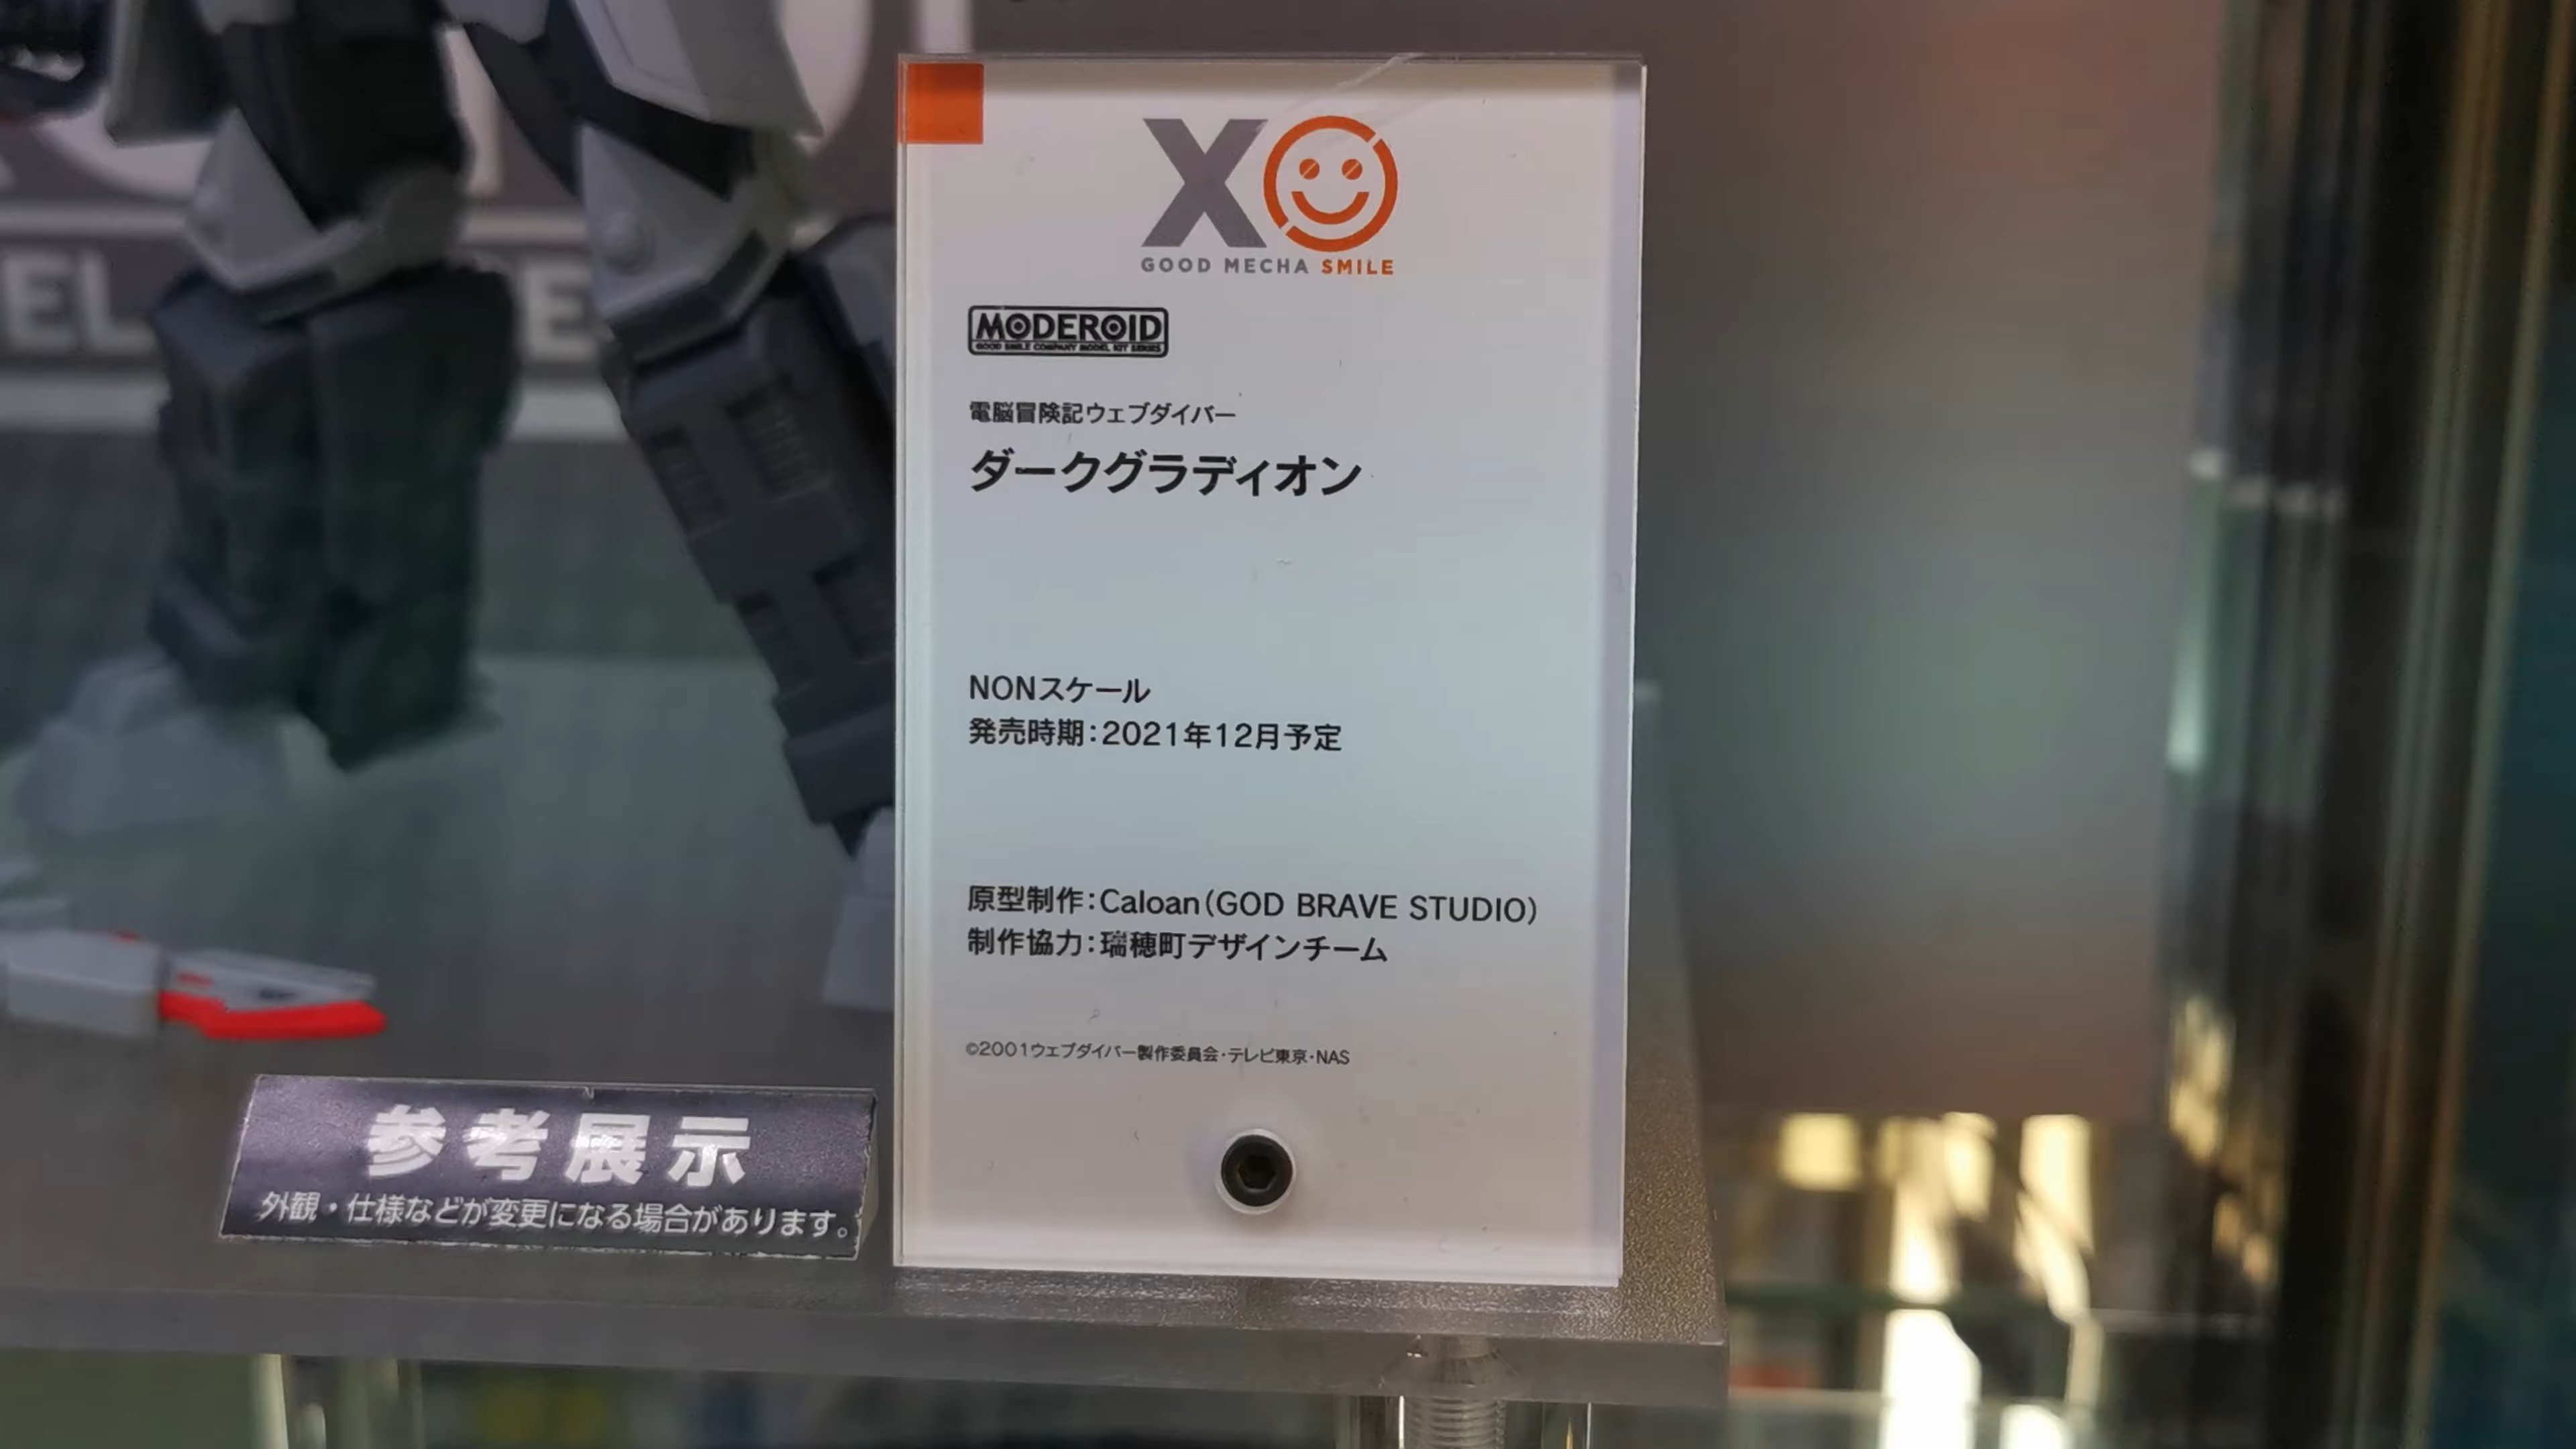 XO
GOOD MECHA SMILE
MODEROID
GOOD SMILE COMPANY MODEL KIT SERIES
電脳冒険記ウェブダイバー
ダークグラディオン
NONスケール
発売時期：2021年12月予定
原型制作：Caloan（GOD BRAVE STUDIO）
制作協力：瑞穂町デザインチーム
©2001ウェブダイバー製作委員会・テレビ東京・NAS
参考展示
外観・仕様などが変更になる場合があります。